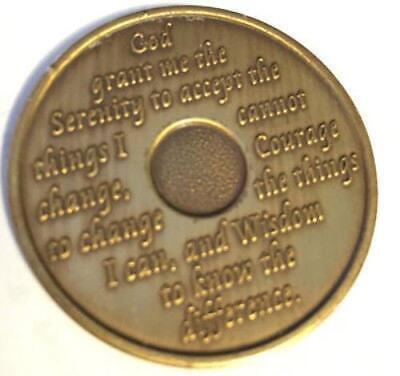 God
grant me the
Serenity to accept the
things I cannot
change, Courage
to change the things
I can, and Wisdom
to know the
difference.